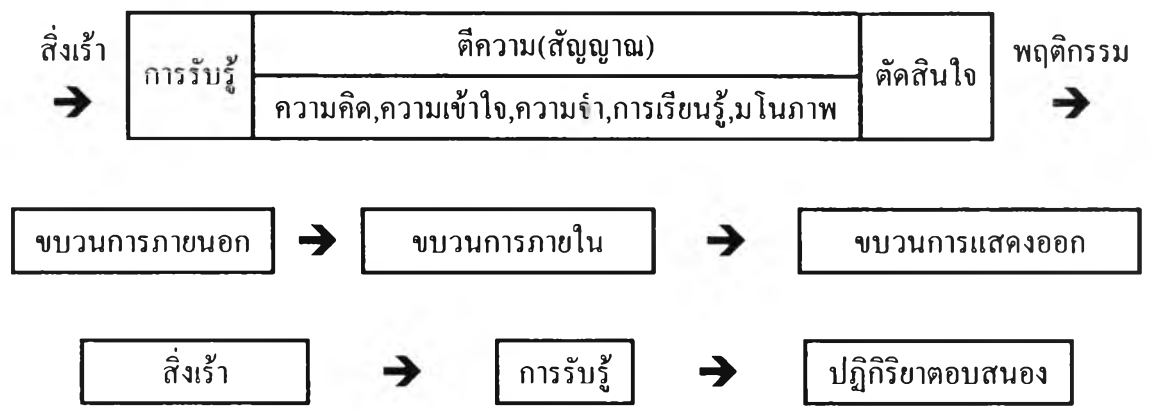 สิ่งเร้า
การรับรู้
ตีความ(สัญญาณ)
ความคิด,ความเข้าใจ,ความจำ,การเรียนรู้,มโนภาพ
ตัดสินใจ
พฤติกรรม
ขบวนการภายนอก
ขบวนการภายใน
ขบวนการแสดงออก
สิ่งเร้า
การรับรู้
ปฏิกิริยาตอบสนอง